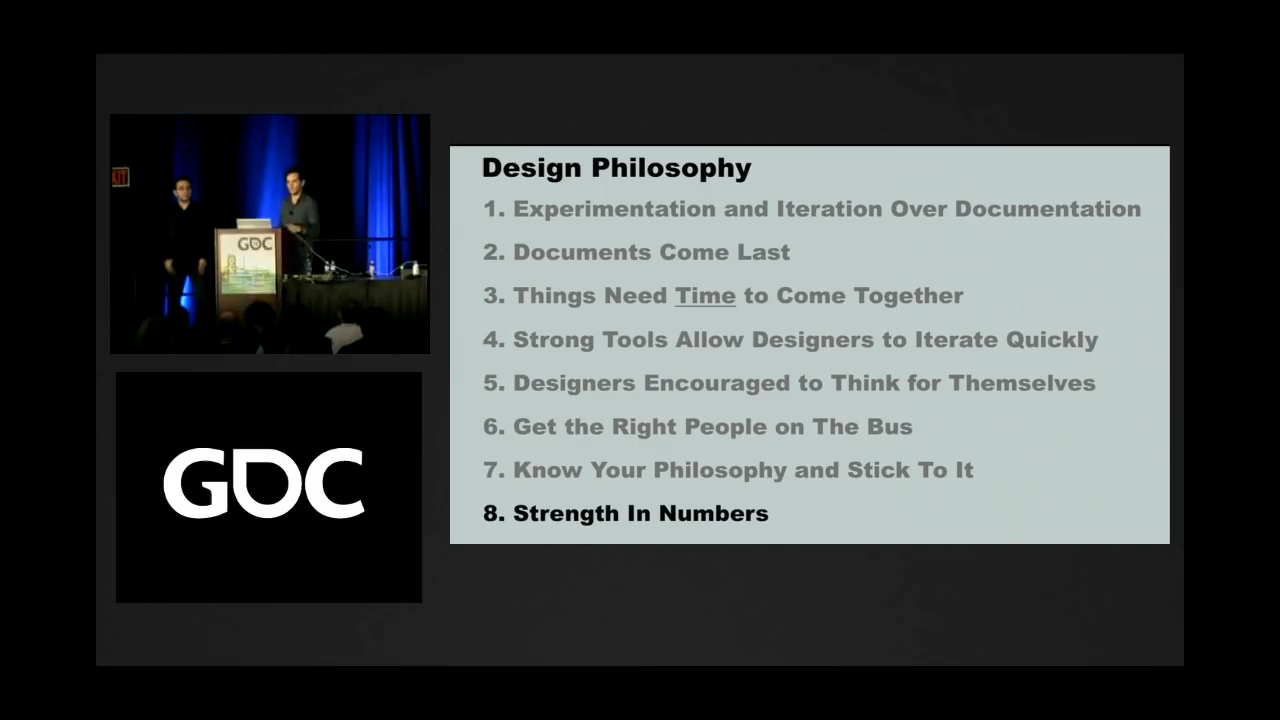 KIT
GDC
GDC
Design Philosophy
1. Experimentation and Iteration Over Documentation
2. Documents Come Last
3. Things Need Time to Come Together
4. Strong Tools Allow Designers to Iterate Quickly
5. Designers Encouraged to Think for Themselves
6. Get the Right People on The Bus
7. Know Your Philosophy and Stick To It
8. Strength In Numbers